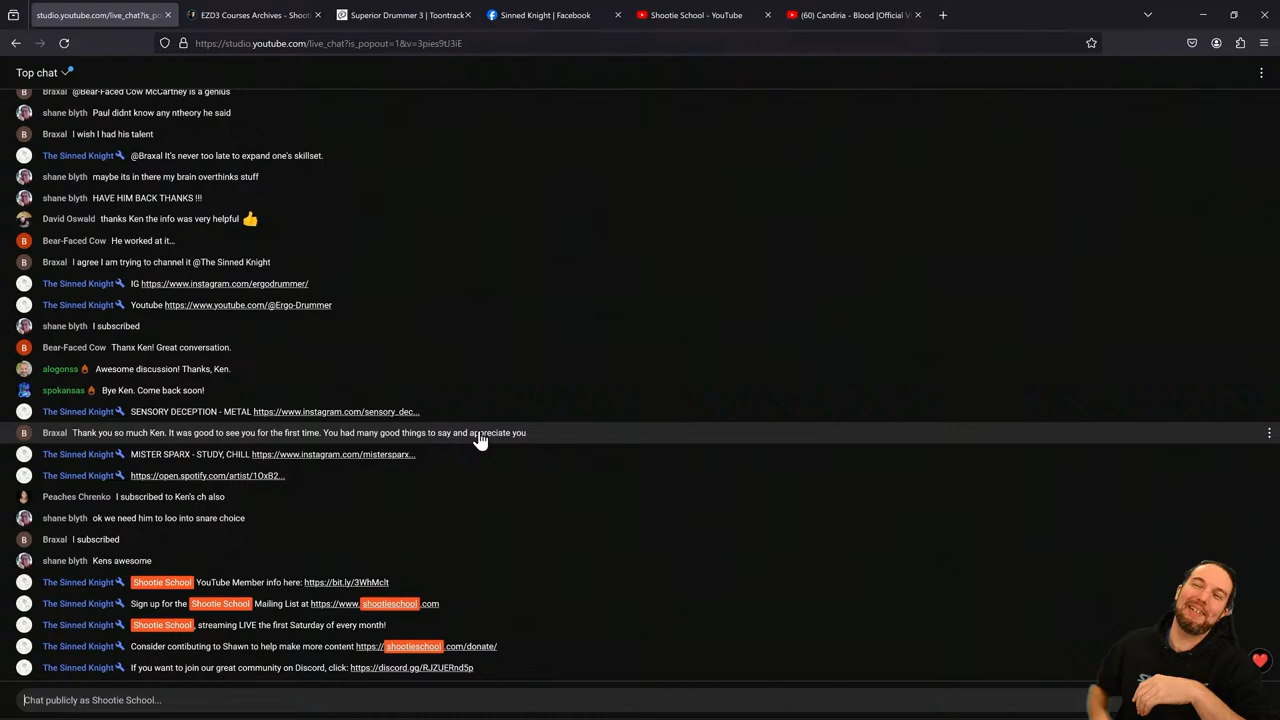 studio.youtube.com/live_chat?is_po
EZD3 Courses Archives - Shooti
Superior Drummer 3 | Toontrack
Sinned Knight | Facebook
Shootie School - YouTube
(60) Candiria - Blood [Official Vi
https://studio.youtube.com/live_chat?is_popout=1&v=3pies9tJ3iE
Top chat
Braxal @Bear-Faced Cow McCartney is a genius
shane blyth Paul didnt know any ntheory he said
Braxal I wish I had his talent
The Sinned Knight @Braxal It's never too late to expand one's skillset.
shane blyth maybe its in there my brain overthinks stuff
shane blyth HAVE HIM BACK THANKS !!!
David Oswald thanks Ken the info was very helpful 👍
Bear-Faced Cow He worked at it…
Braxal I agree I am trying to channel it @The Sinned Knight
The Sinned Knight IG https://www.instagram.com/ergodrummer/
The Sinned Knight Youtube https://www.youtube.com/@Ergo-Drummer
shane blyth I subscribed
Bear-Faced Cow Thanx Ken! Great conversation.
alogonss Awesome discussion! Thanks, Ken.
spokansas Bye Ken. Come back soon!
The Sinned Knight SENSORY DECEPTION - METAL https://www.instagram.com/sensory_dec...
Braxal Thank you so much Ken. It was good to see you for the first time. You had many good things to say and appreciate you
The Sinned Knight MISTER SPARX - STUDY, CHILL https://www.instagram.com/mistersparx...
The Sinned Knight https://open.spotify.com/artist/1OxB2...
Peaches Chrenko I subscribed to Ken's ch also
shane blyth ok we need him to loo into snare choice
Braxal I subscribed
shane blyth Kens awesome
The Sinned Knight Shootie School YouTube Member info here: https://bit.ly/3WhMclt
The Sinned Knight Sign up for the Shootie School Mailing List at https://www.shootieschool.com
The Sinned Knight Shootie School, streaming LIVE the first Saturday of every month!
The Sinned Knight Consider contibuting to Shawn to help make more content https://shootieschool.com/donate/
The Sinned Knight If you want to join our great community on Discord, click: https://discord.gg/RJZUERnd5p
Chat publicly as Shootie School...